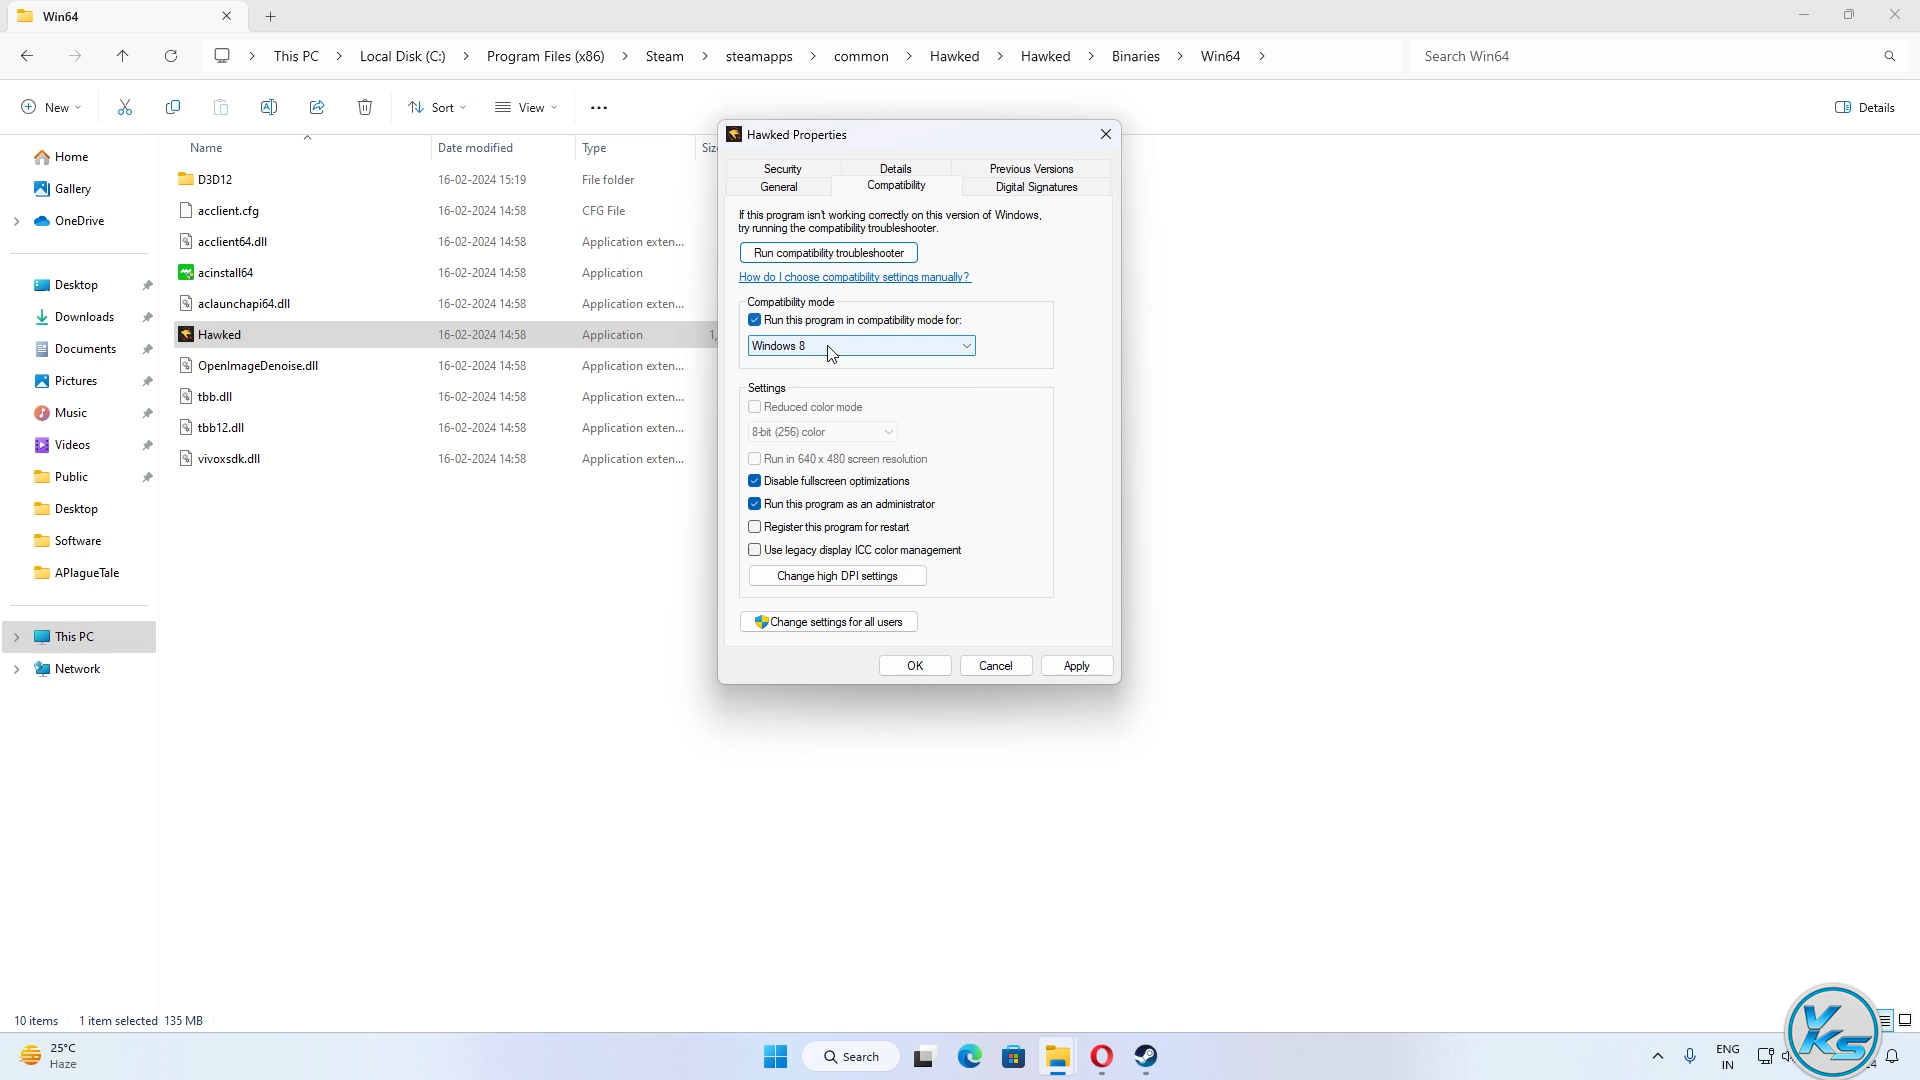 Win64
This PC > Local Disk (C:) > Program Files (x86) > Steam > steamapps > common > Hawked > Hawked > Binaries > Win64 >
Search Win64
New
Sort
View
Details
Home
Gallery
OneDrive
Desktop
Downloads
Documents
Pictures
Music
Videos
Public
Desktop
Software
APlagueTale
This PC
Network
Name Date modified Type
D3D12 16-02-2024 15:19 File folder
acclient.cfg 16-02-2024 14:58 CFG File
acclient64.dll 16-02-2024 14:58 Application exten...
acinstall64 16-02-2024 14:58 Application
aclaunchapi64.dll 16-02-2024 14:58 Application exten...
Hawked 16-02-2024 14:58 Application
OpenImageDenoise.dll 16-02-2024 14:58 Application exten...
tbb.dll 16-02-2024 14:58 Application exten...
tbb12.dll 16-02-2024 14:58 Application exten...
vivoxsdk.dll 16-02-2024 14:58 Application exten...
Hawked Properties
Security Details Previous Versions
General Compatibility Digital Signatures
If this program isn't working correctly on this version of Windows,
try running the compatibility troubleshooter.
Run compatibility troubleshooter
How do I choose compatibility settings manually?
Compatibility mode
Run this program in compatibility mode for:
Windows 8
Settings
Reduced color mode
8-bit (256) color
Run in 640 x 480 screen resolution
Disable fullscreen optimizations
Run this program as an administrator
Register this program for restart
Use legacy display ICC color management
Change high DPI settings
Change settings for all users
OK Cancel Apply
10 items 1 item selected 135 MB
25°C
Haze
Search
ENG
IN
YKS